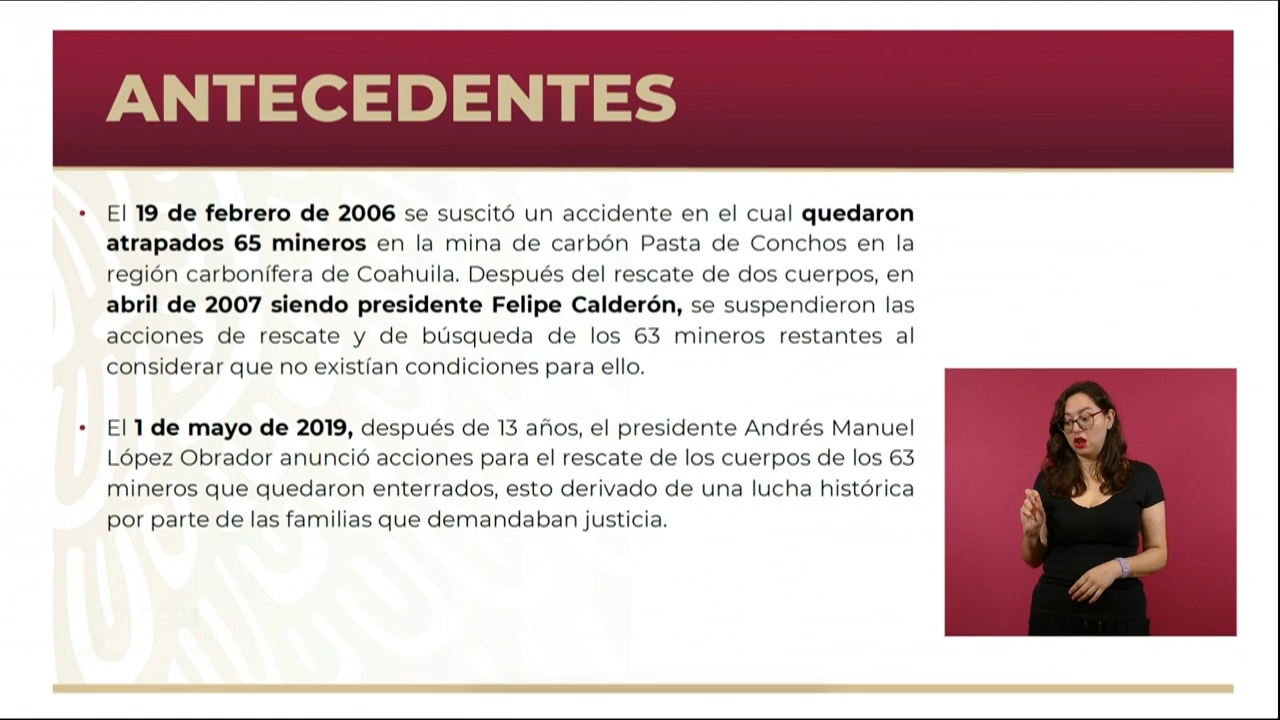 ANTECEDENTES
• El 19 de febrero de 2006 se suscitó un accidente en el cual quedaron
atrapados 65 mineros en la mina de carbón Pasta de Conchos en la
región carbonífera de Coahuila. Después del rescate de dos cuerpos, en
abril de 2007 siendo presidente Felipe Calderón, se suspendieron las
acciones de rescate y de búsqueda de los 63 mineros restantes al
considerar que no existían condiciones para ello.
• El 1 de mayo de 2019, después de 13 años, el presidente Andrés Manuel
López Obrador anunció acciones para el rescate de los cuerpos de los 63
mineros que quedaron enterrados, esto derivado de una lucha histórica
por parte de las familias que demandaban justicia.